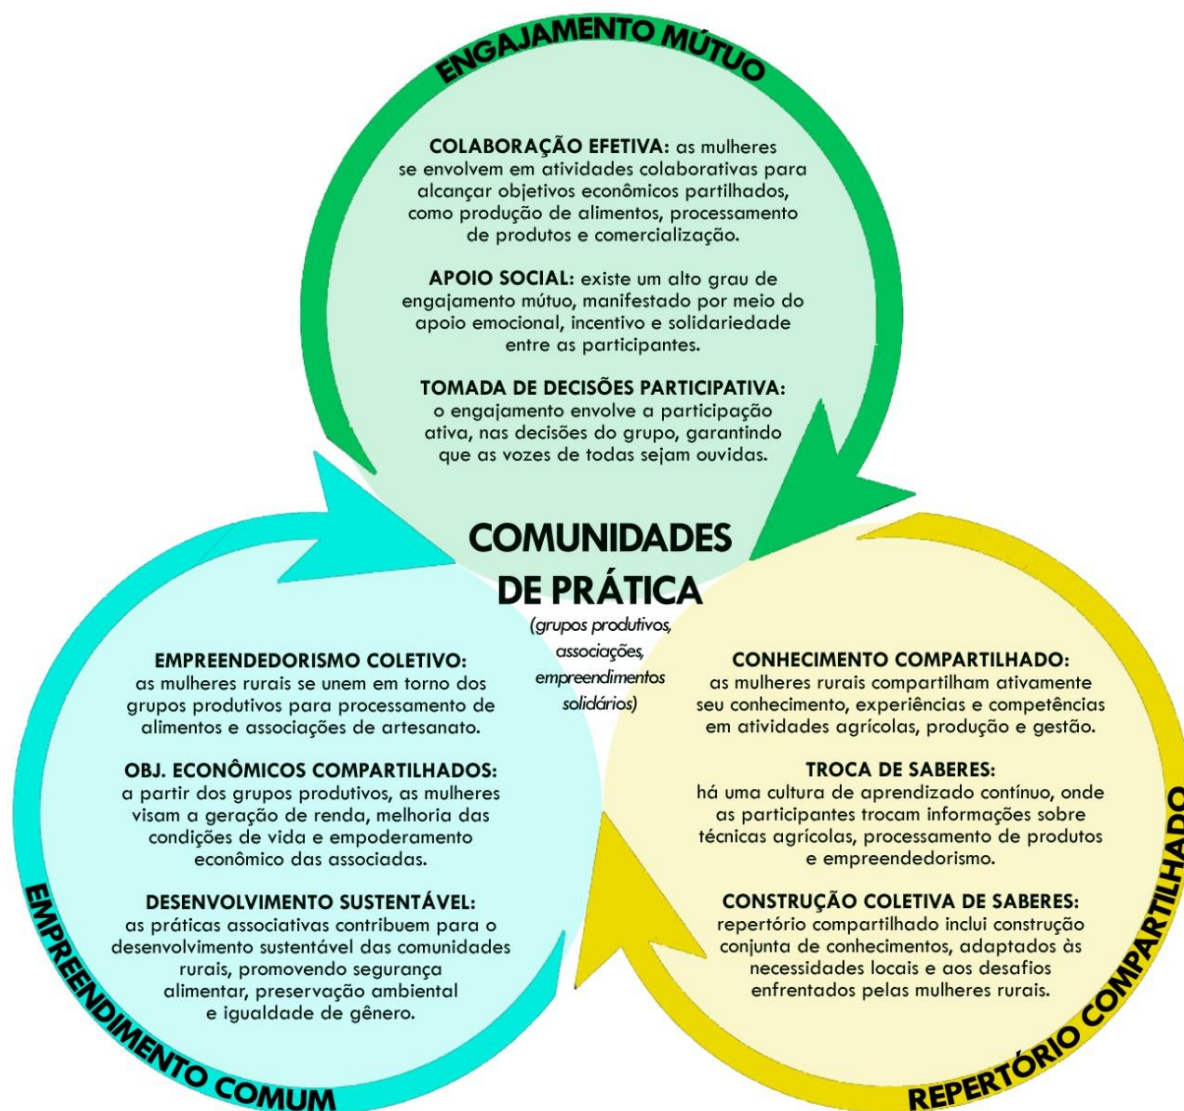 ENGAJAMENTO MÚTUO
COLABORAÇÃO EFETIVA: as mulheres
se envolvem em atividades colaborativas para
alcançar objetivos econômicos partilhados,
como produção de alimentos, processamento
de produtos e comercialização.
APOIO SOCIAL: existe um alto grau de
engajamento mútuo, manifestado por meio do
apoio emocional, incentivo e solidariedade
entre as participantes.
TOMADA DE DECISÕES PARTICIPATIVA:
o engajamento envolve a participação
ativa, nas decisões do grupo, garantindo
que as vozes de todas sejam ouvidas.
COMUNIDADES
DE PRÁTICA
(grupos produtivos,
associações,
empreendimentos
solidários)
EMPREENDEDORISMO COLETIVO:
as mulheres rurais se unem em torno dos
grupos produtivos para processamento de
alimentos e associações de artesanato.
OBJ. ECONÔMICOS COMPARTILHADOS:
a partir dos grupos produtivos, as mulheres
visam a geração de renda, melhoria das
condições de vida e empoderamento
econômico das associadas.
DESENVOLVIMENTO SUSTENTÁVEL:
as práticas associativas contribuem para o
desenvolvimento sustentável das comunidades
rurais, promovendo segurança
alimentar, preservação ambiental
e igualdade de gênero.
EMPREENDIMENTO COMUM
CONHECIMENTO COMPARTILHADO:
as mulheres rurais compartilham ativamente
seu conhecimento, experiências e competências
em atividades agrícolas, produção e gestão.
TROCA DE SABERES:
há uma cultura de aprendizado contínuo, onde
as participantes trocam informações sobre
técnicas agrícolas, processamento de produtos
e empreendedorismo.
CONSTRUÇÃO COLETIVA DE SABERES:
repertório compartilhado inclui construção
conjunta de conhecimentos, adaptados às
necessidades locais e aos desafios
enfrentados pelas mulheres rurais.
REPERTÓRIO COMPARTILHADO